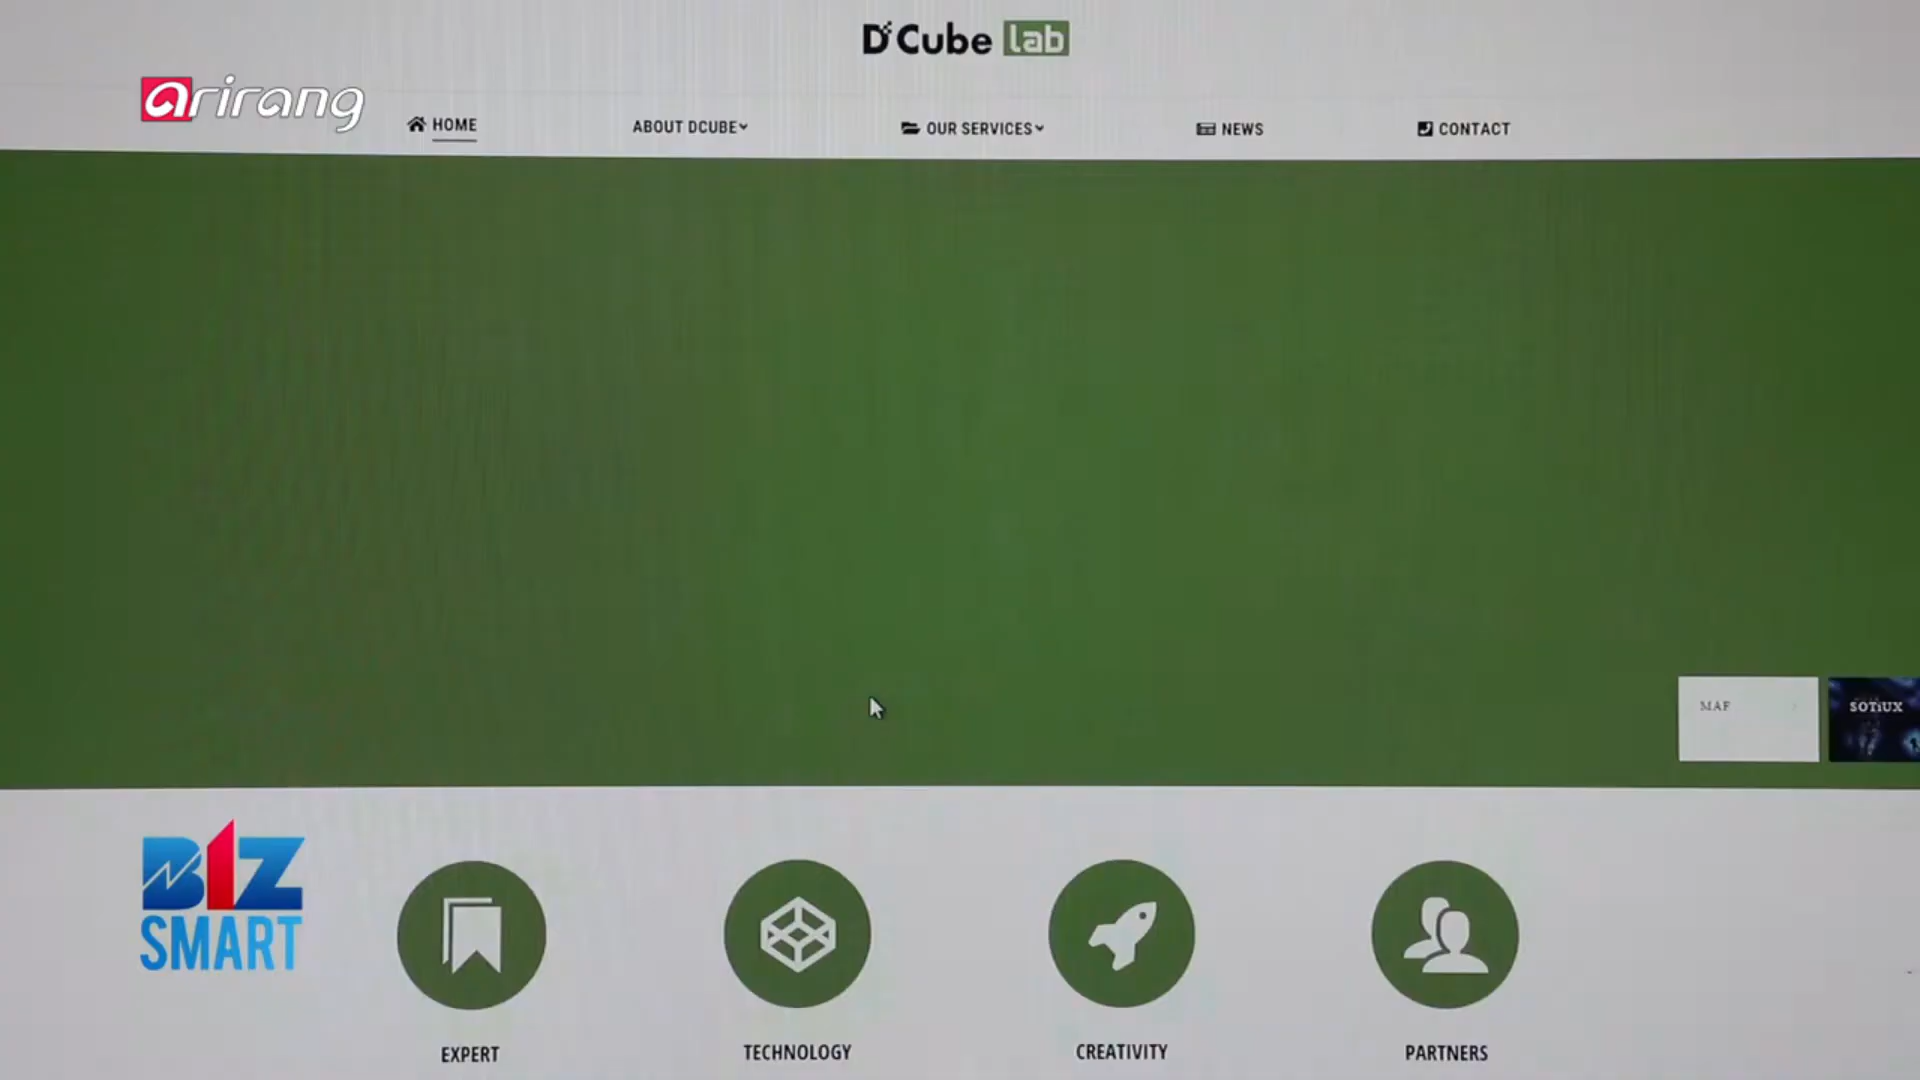 D'Cube lab
arirang
HOME
ABOUT DCUBE
OUR SERVICES
NEWS
CONTACT
MAF
SOTiUX
BIZ
SMART
EXPERT
TECHNOLOGY
CREATIVITY
PARTNERS